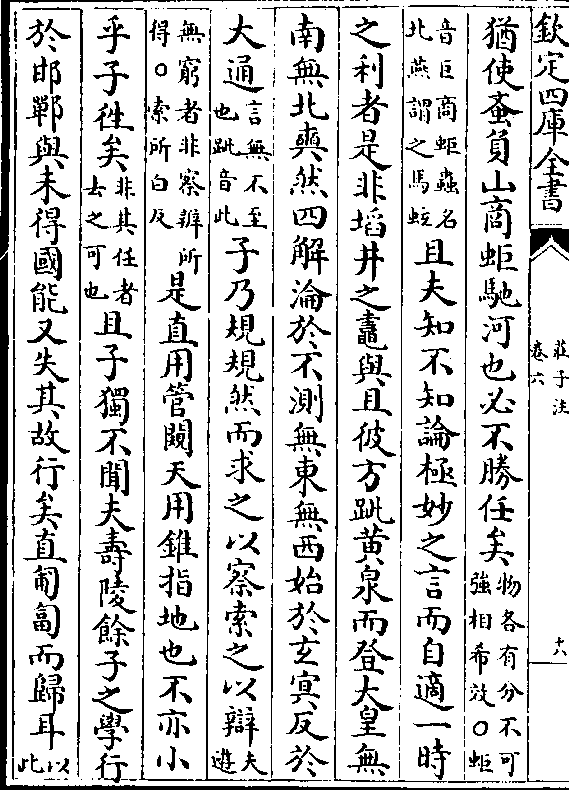 欽定四庫全書
莊子注
卷六
十八
猶使蚉負山商蚷馳河也必不勝任矣物各有分不可強相希效○蚷
音巨商蚷蟲名北燕謂之馬蚿且夫知不知論極妙之言而自適一時
之利者是非埳井之鼃與且彼方跐黄泉而登大皇無
南無北奭然四解淪於不測無東無西始於玄冥反於
大通言無不至也跐音此子乃規規然而求之以察索之以辯夫遊
無窮者非察辯所得○索所白反是直用管闚天用錐指地也不亦小
乎子徃矣非其任者去之可也且子獨不聞夫壽陵餘子之學行
於邯鄲與未得國能又失其故行矣直匍匐而歸耳以此